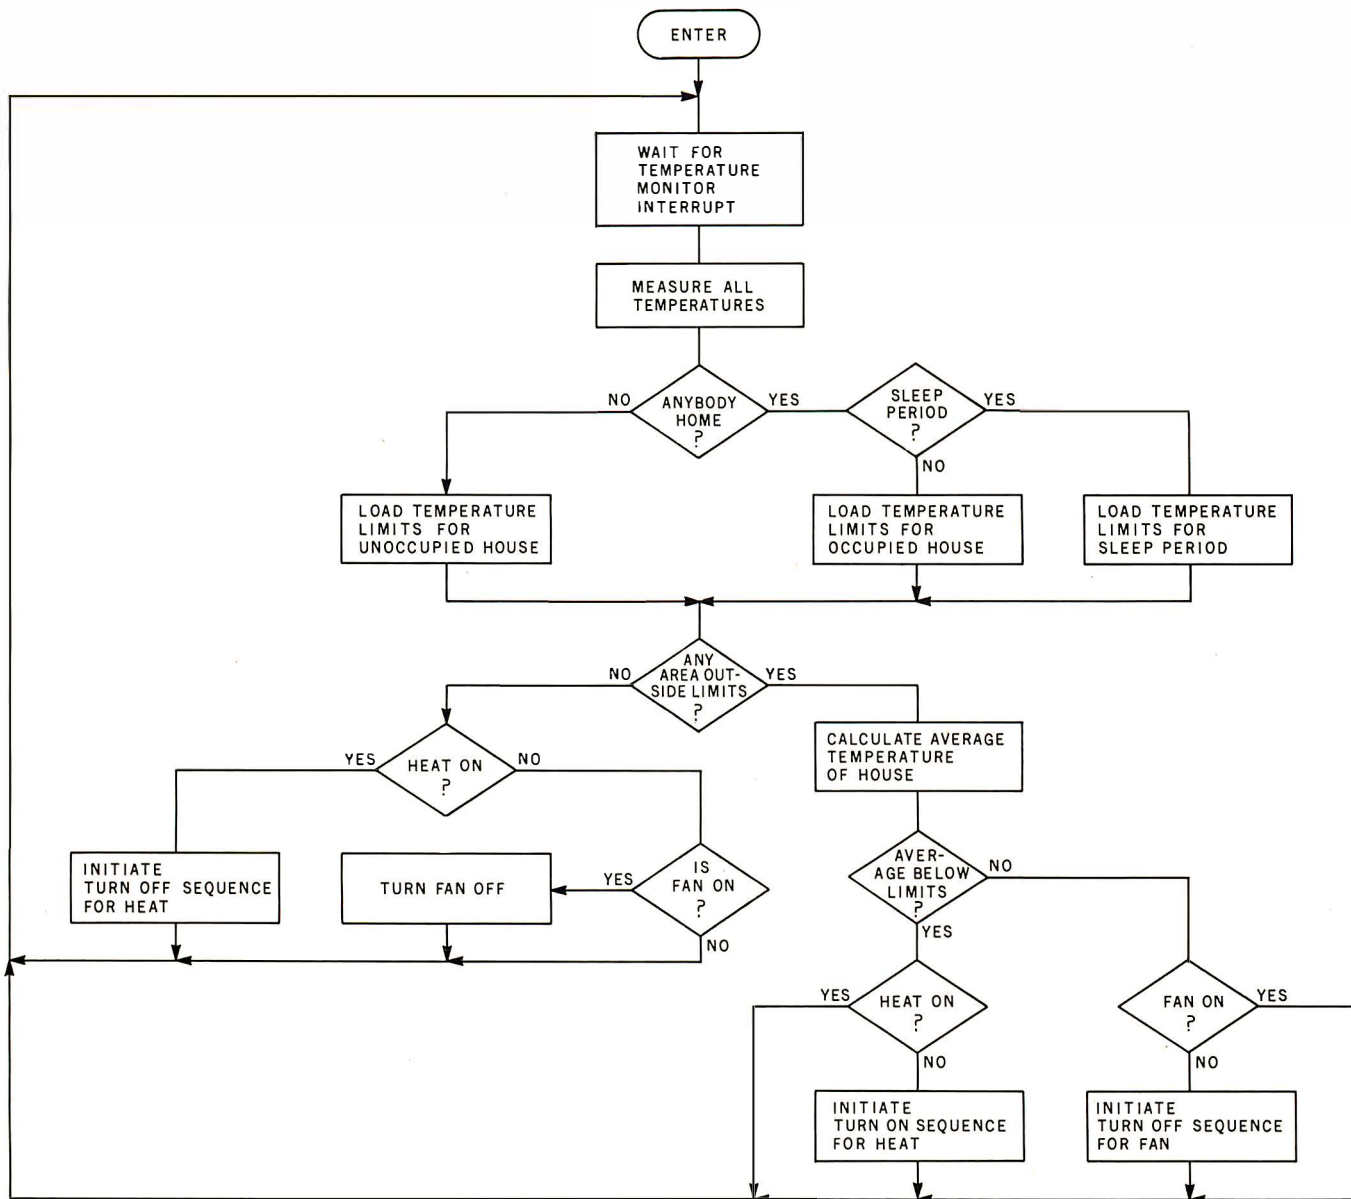 ENTER
WAIT FOR
TEMPERATURE
MONITOR
INTERRUPT
MEASURE ALL
TEMPERATURES
NO
ANYBODY
HOME
?
YES
SLEEP
PERIOD
?
YES
NO
LOAD TEMPERATURE
LIMITS FOR
UNOCCUPIED HOUSE
LOAD TEMPERATURE
LIMITS FOR
OCCUPIED HOUSE
LOAD TEMPERATURE
LIMITS FOR
SLEEP PERIOD
NO
ANY
AREA OUT-
SIDE LIMITS
?
YES
YES
HEAT ON
?
NO
CALCULATE AVERAGE
TEMPERATURE
OF HOUSE
INITIATE
TURN OFF SEQUENCE
FOR HEAT
TURN FAN OFF
YES
IS
FAN ON
?
NO
AVER-
AGE BELOW
LIMITS
?
NO
YES
YES
HEAT ON
?
NO
FAN ON
?
YES
NO
INITIATE
TURN ON SEQUENCE
FOR HEAT
INITIATE
TURN OFF SEQUENCE
FOR FAN